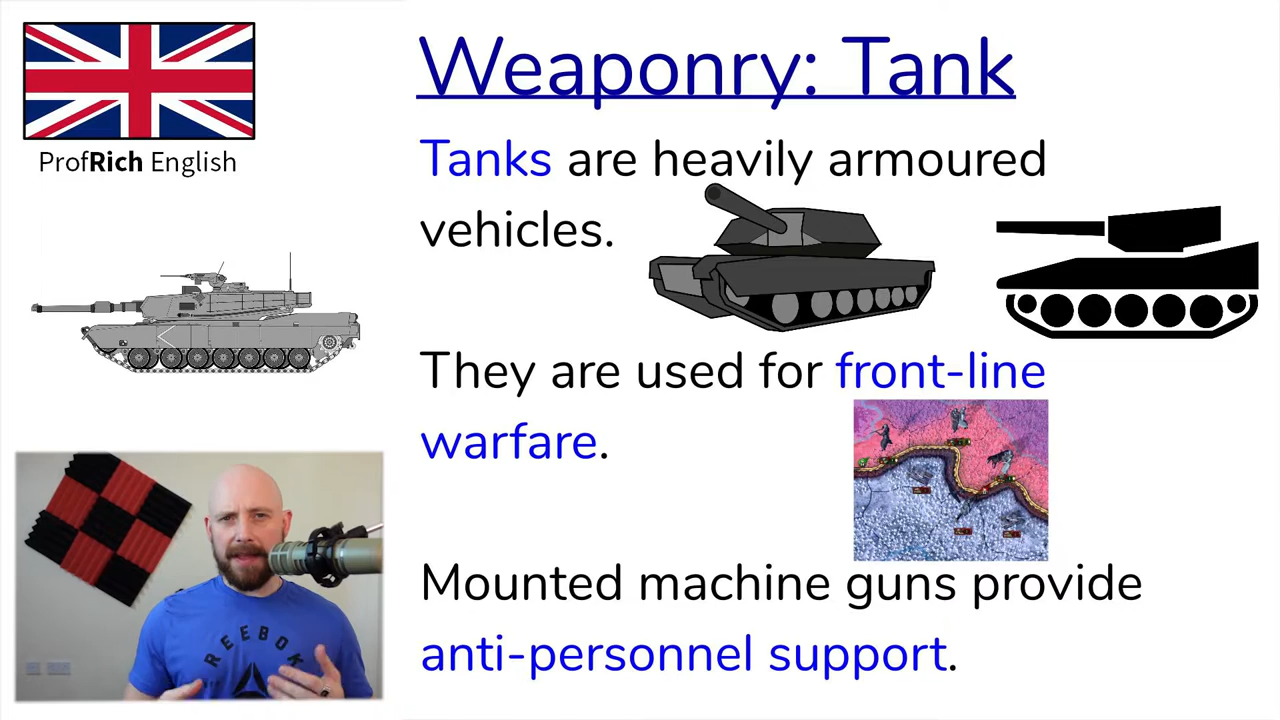 Weaponry: Tank
ProfRich English
Tanks are heavily armoured
vehicles.
They are used for front-line
warfare.
Mounted machine guns provide
anti-personnel support.
REEBOK